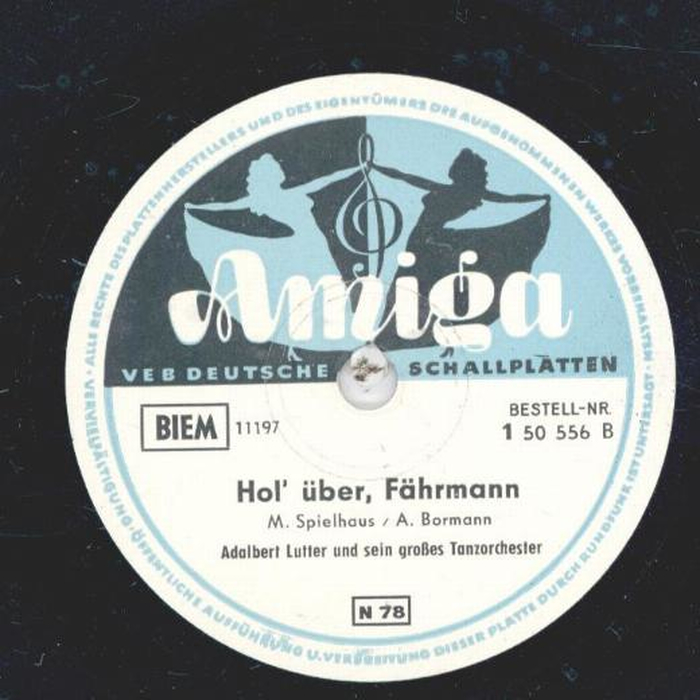 ALLE RECHTE DES PLATTENHERSTELLERS UND DES EIGENTÜMERS DES AUFGENOMMENEN WERKES VORBEHALTEN · VERVIELFÄLTIGUNG · ÖFFENTLICHE AUFFÜHRUNG U. VERBREITUNG DIESER PLATTE DURCH RUNDFUNK IST UNTERSAGT ·
Amiga
VEB DEUTSCHE SCHALLPLATTEN
BIEM 11197
BESTELL-NR.
1 50 556 B
Hol' über, Fährmann
M. Spielhaus / A. Bormann
Adalbert Lutter und sein großes Tanzorchester
N 78